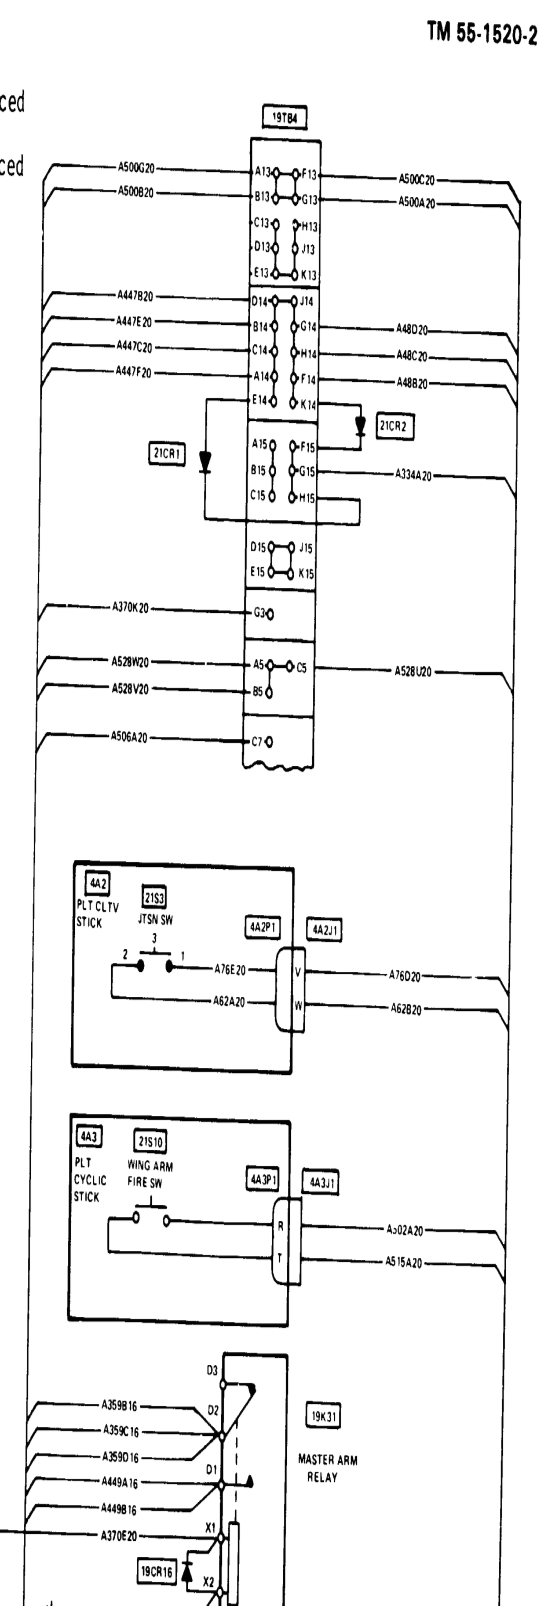 TM 55-1520-2
ced
ced
19TB4
A500G20 A13 F13 A500C20
A500B20 B13 G13 A500A20
C13 H13
D13 J13
E13 K13
A447B20 D14 J14
A447E20 B14 G14 A48D20
A447C20 C14 H14 A48C20
A447F20 A14 F14 A48B20
E14 K14
21CR1 21CR2
A15 F15
B15 G15 A334A20
C15 H15
D15 J15
E15 K15
A370K20 G3
A528W20 A5 C5 A528U20
A528V20 B5
A506A20 C7
4A2
PLT CLTV
STICK
21S3
JTSN SW
3
2 1
4A2P1 4A2J1
A76E20 V A76D20
A62A20 W A62B20
4A3
PLT
CYCLIC
STICK
21S10
WING ARM
FIRE SW
4A3P1 4A3J1
R A502A20
T A515A20
D3
A359B16 D2
A359C16
A359D16
A449A16 D1
A449B16
A370E20 X1
19CR16 X2
19K31
MASTER ARM
RELAY